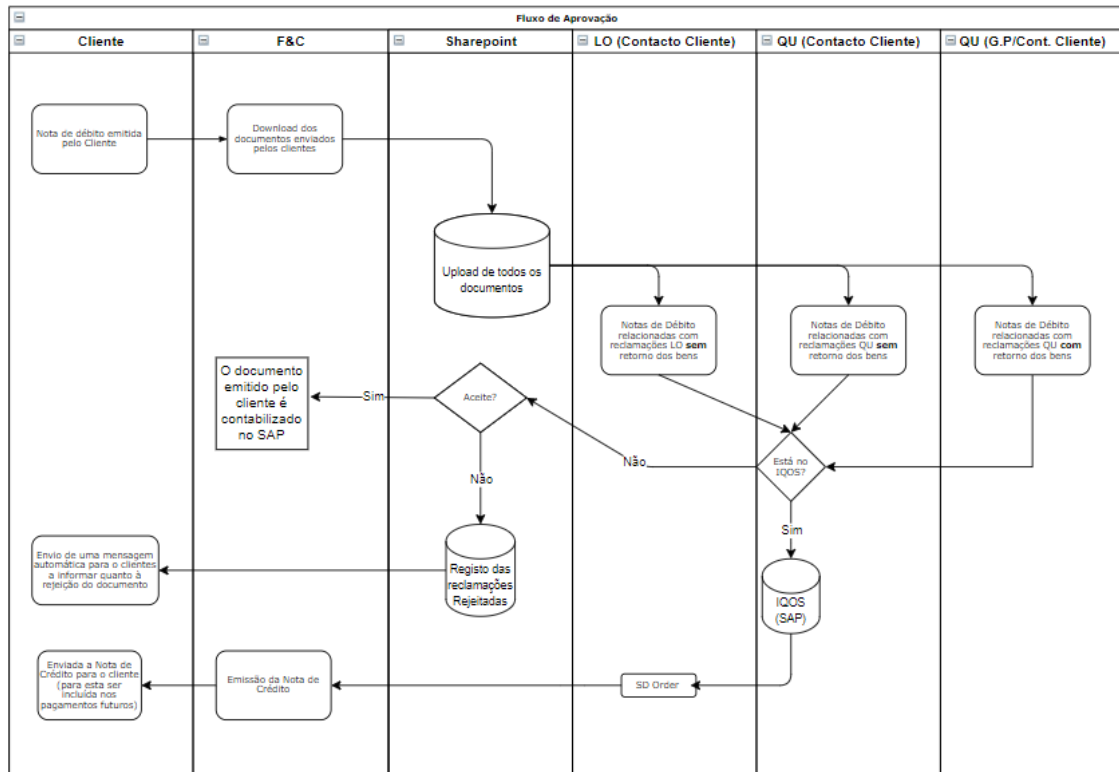 Fluxo de Aprovação
Cliente
F&C
Sharepoint
LO (Contacto Cliente)
QU (Contacto Cliente)
QU (G.P/Cont. Cliente)
Nota de débito emitida
pelo Cliente
Download dos
documentos enviados
pelos clientes
Upload de todos os
documentos
Notas de Débito
relacionadas com
reclamações LO sem
retorno dos bens
Notas de Débito
relacionadas com
reclamações QU sem
retorno dos bens
Notas de Débito
relacionadas com
reclamações QU com
retorno dos bens
O documento
emitido pelo
cliente é
contabilizado
no SAP
Sim
Aceite?
Não
Está no
IQOS?
Não
Sim
Envio de uma mensagem
automática para o clientes
a informar quanto à
rejeição do documento
Registo das
reclamações
Rejeitadas
IQOS
(SAP)
Enviada a Nota de
Crédito para o cliente
(para esta ser
incluída nos
pagamentos futuros)
Emissão da Nota de
Crédito
SD Order